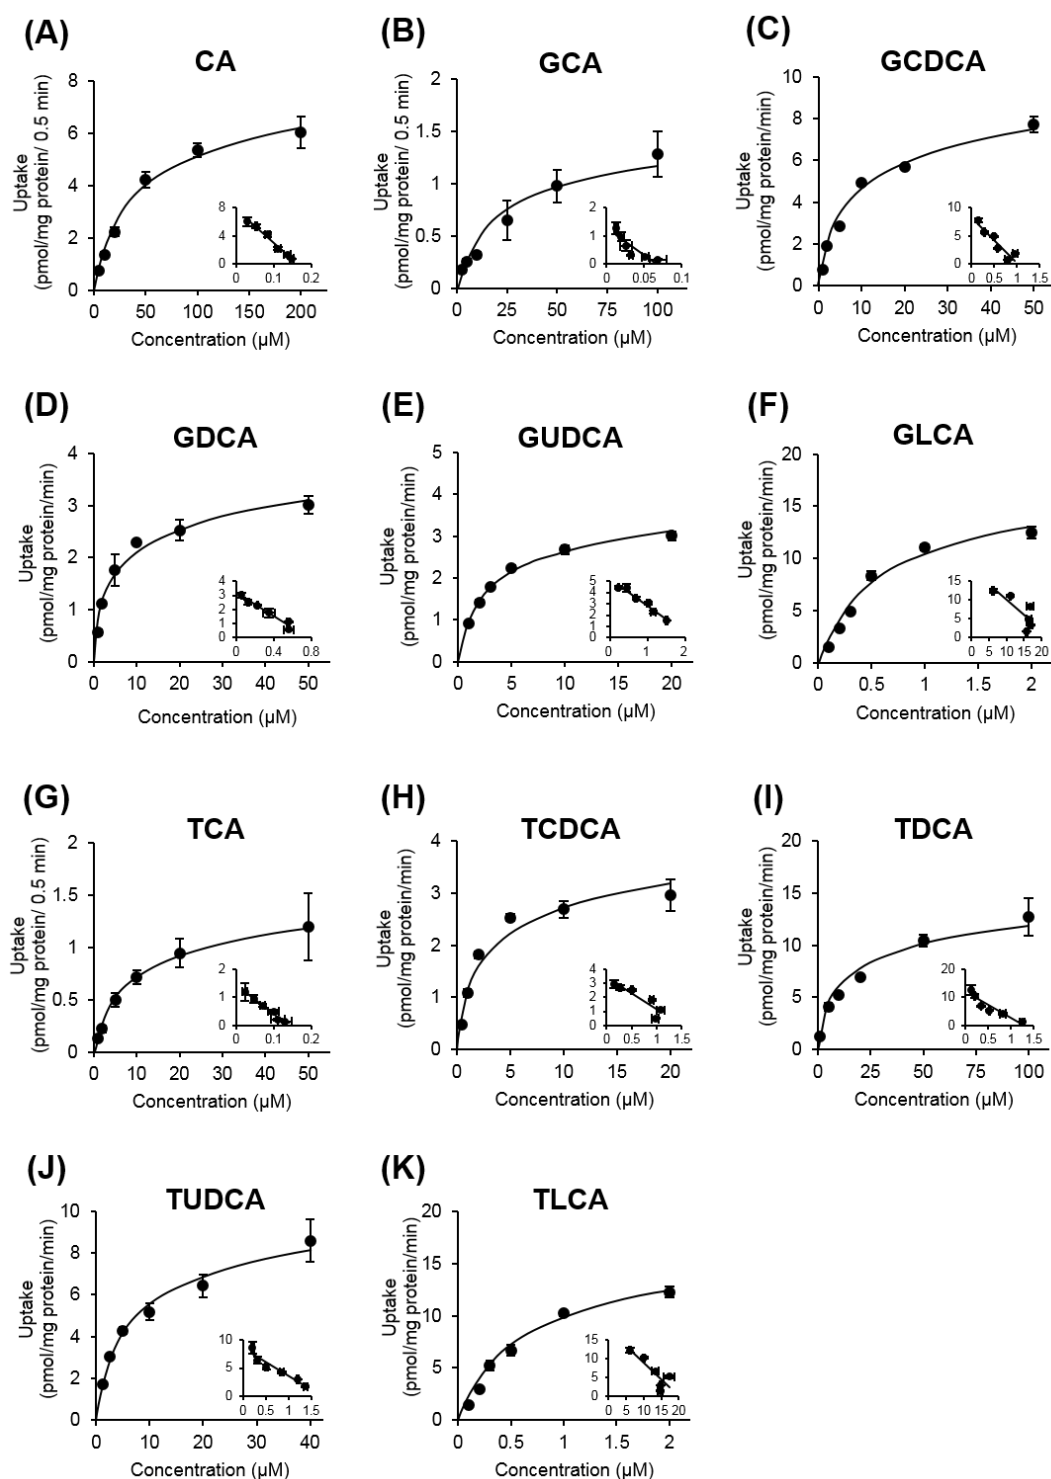 (A)
CA
Uptake
(pmol/mg protein/ 0.5 min)
8
6
4
2
0
0 50 100 150 200
8
4
0
0 0.1 0.2
Concentration (µM)
(B)
GCA
Uptake
(pmol/mg protein/ 0.5 min)
2
1.5
1
0.5
0
0 25 50 75 100
2
1
0
0 0.05 0.1
Concentration (µM)
(C)
GCDCA
Uptake
(pmol/mg protein/min)
10
8
6
4
2
0
0 10 20 30 40 50
10
5
0
0 0.5 1 1.5
Concentration (µM)
(D)
GDCA
Uptake
(pmol/mg protein/min)
4
3
2
1
0
0 10 20 30 40 50
3
2
1
0
0 0.4 0.8
Concentration (µM)
(E)
GUDCA
Uptake
(pmol/mg protein/min)
5
4
3
2
1
0
0 5 10 15 20
5
4
3
2
1
0
0 1 2
Concentration (µM)
(F)
GLCA
Uptake
(pmol/mg protein/min)
20
15
10
5
0
0 0.5 1 1.5 2
15
10
5
0
0 5 10 15 20
Concentration (µM)
(G)
TCA
Uptake
(pmol/mg protein/ 0.5 min)
2
1.5
1
0.5
0
0 10 20 30 40 50
2
1
0
0 0.1 0.2
Concentration (µM)
(H)
TCDCA
Uptake
(pmol/mg protein/min)
4
3
2
1
0
0 5 10 15 20
4
3
2
1
0
0 0.5 1 1.5
Concentration (µM)
(I)
TDCA
Uptake
(pmol/mg protein/min)
20
15
10
5
0
0 25 50 75 100
20
10
0
0 0.5 1 1.5
Concentration (µM)
(J)
TUDCA
Uptake
(pmol/mg protein/min)
10
8
6
4
2
0
0 10 20 30 40
10
5
0
0 0.5 1 1.5
Concentration (µM)
(K)
TLCA
Uptake
(pmol/mg protein/min)
20
15
10
5
0
0 0.5 1 1.5 2
15
10
5
0
0 5 10 15 20
Concentration (µM)